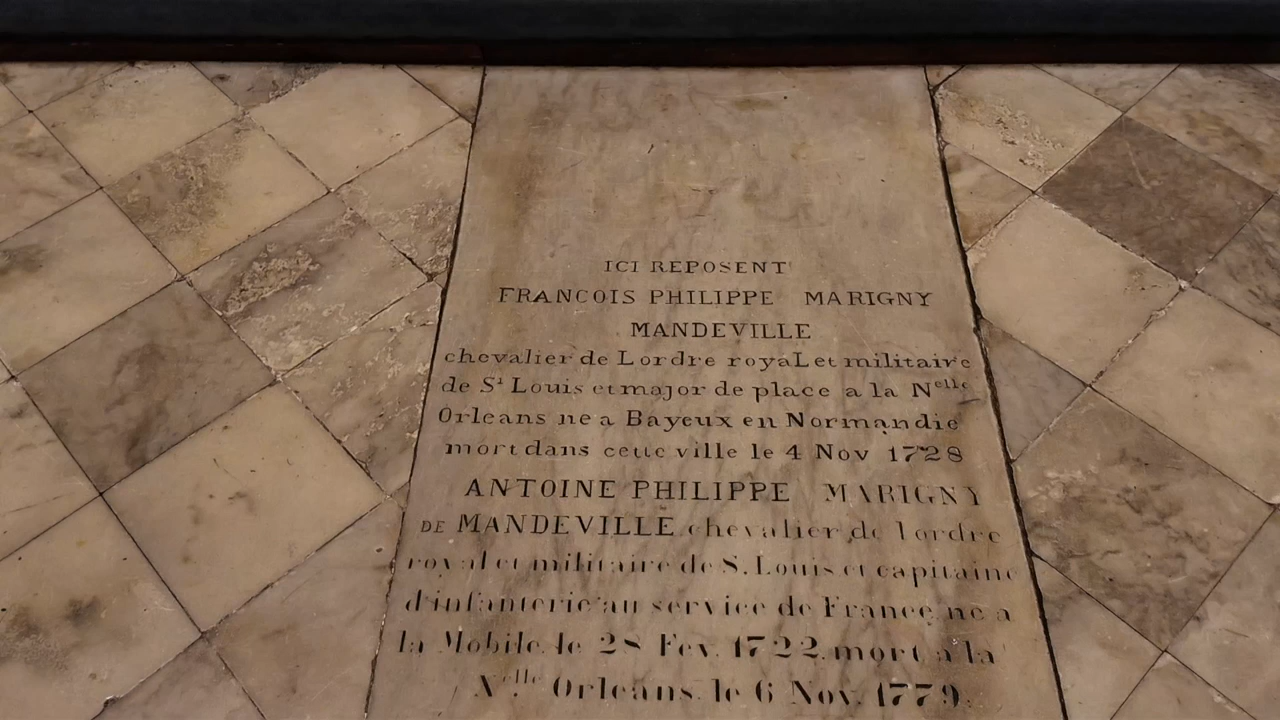 ICI REPOSENT
FRANCOIS PHILIPPE MARIGNY
MANDEVILLE
chevalier de Lordre royaL et militaire
de St Louis et major de place a la Nelle
Orleans ne a Bayeux en Normandie
mort dans cette ville le 4 Nov 1728
ANTOINE PHILIPPE MARIGNY
DE MANDEVILLE chevalier de lordre
royal et militaire de S. Louis et capitaine
d'infanterie au service de France, ne a
la Mobile, le 28 Fev. 1722, mort a la
Nelle Orleans, le 6 Nov. 1779.